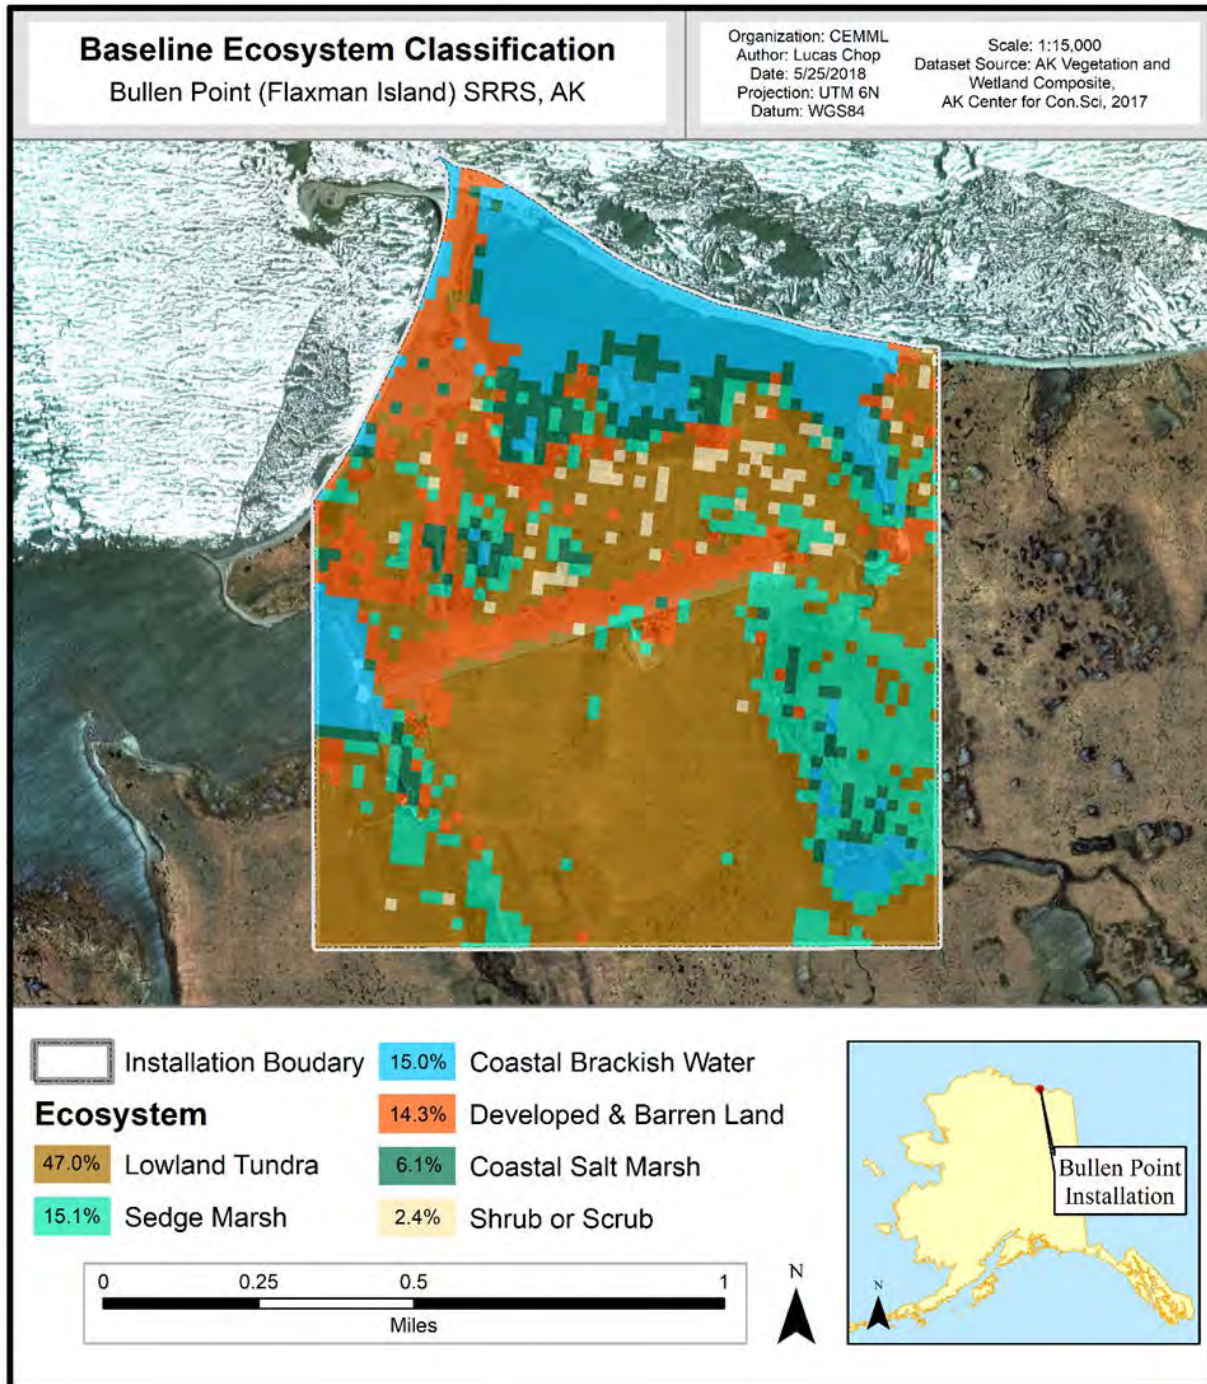 Baseline Ecosystem Classification
Bullen Point (Flaxman Island) SRRS, AK
Organization: CEMML
Author: Lucas Chop
Date: 5/25/2018
Projection: UTM 6N
Datum: WGS84
Scale: 1:15,000
Dataset Source: AK Vegetation and
Wetland Composite,
AK Center for Con.Sci, 2017
Installation Boudary
Ecosystem
47.0% Lowland Tundra
15.1% Sedge Marsh
15.0% Coastal Brackish Water
14.3% Developed & Barren Land
6.1% Coastal Salt Marsh
2.4% Shrub or Scrub
0 0.25 0.5 1
Miles
N
Bullen Point
Installation
N